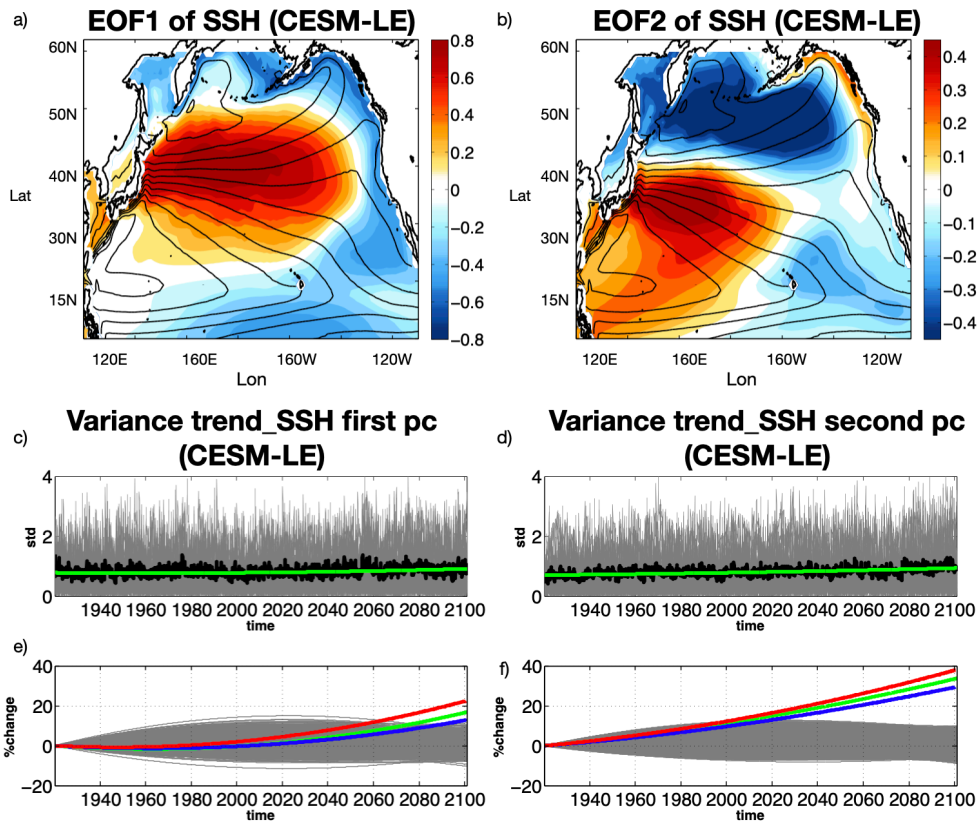 a) EOF1 of SSH (CESM-LE)
b) EOF2 of SSH (CESM-LE)
60N
50N
40N
30N
15N
Lat
120E 160E 160W 120W
Lon
0.8
0.6
0.4
0.2
0
−0.2
−0.4
−0.6
−0.8
60N
50N
40N
30N
15N
Lat
120E 160E 160W 120W
Lon
0.4
0.3
0.2
0.1
0
−0.1
−0.2
−0.3
−0.4
c) Variance trend_SSH first pc
(CESM-LE)
4
2
0
std
1940 1960 1980 2000 2020 2040 2060 2080 2100
time
d) Variance trend_SSH second pc
(CESM-LE)
4
2
0
std
1940 1960 1980 2000 2020 2040 2060 2080 2100
time
e)
40
20
0
−20
%change
1940 1960 1980 2000 2020 2040 2060 2080 2100
time
f)
40
20
0
−20
%change
1940 1960 1980 2000 2020 2040 2060 2080 2100
time